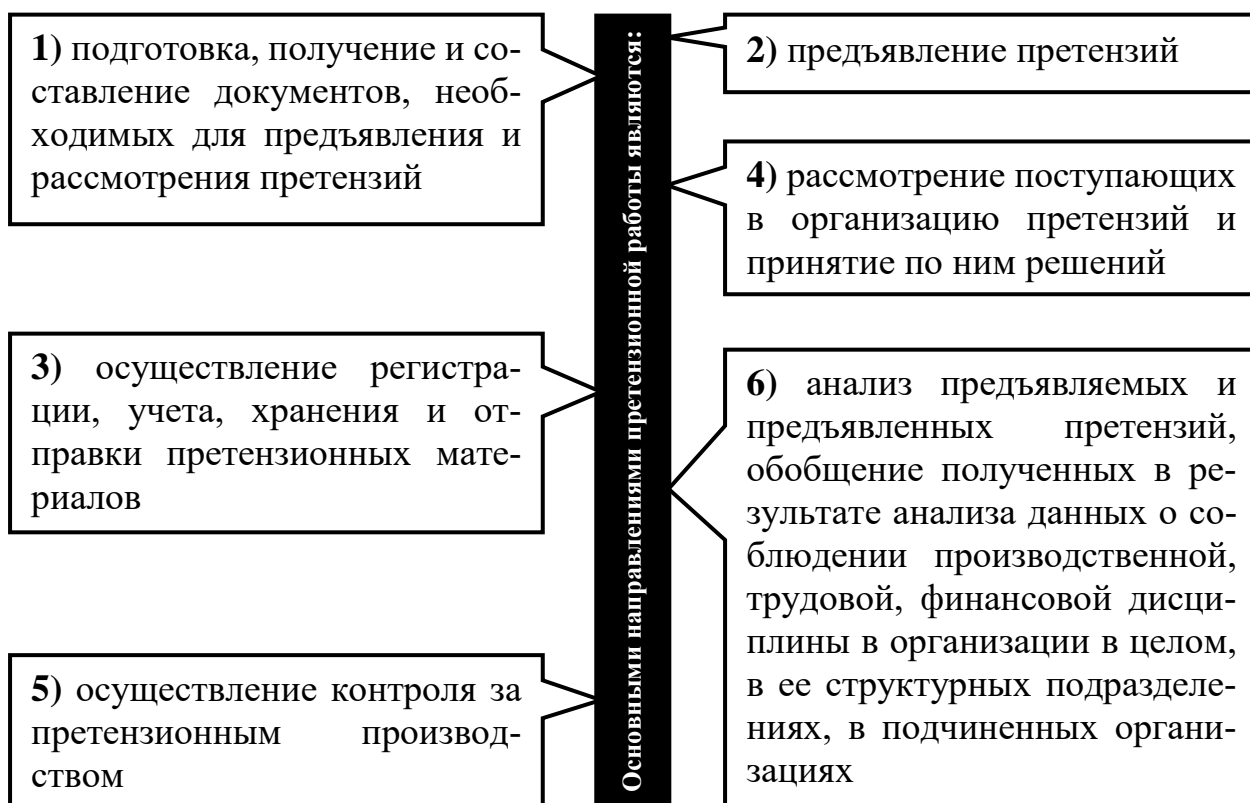 Основными направлениями претензионной работы являются:
1) подготовка, получение и со-
ставление документов, необ-
ходимых для предъявления и
рассмотрения претензий
2) предъявление претензий
3) осуществление регистра-
ции, учета, хранения и от-
правки претензионных мате-
риалов
4) рассмотрение поступающих
в организацию претензий и
принятие по ним решений
5) осуществление контроля за
претензионным производ-
ством
6) анализ предъявляемых и
предъявленных претензий,
обобщение полученных в ре-
зультате анализа данных о со-
блюдении производственной,
трудовой, финансовой дисци-
плины в организации в целом,
в ее структурных подразделе-
ниях, в подчиненных органи-
зациях